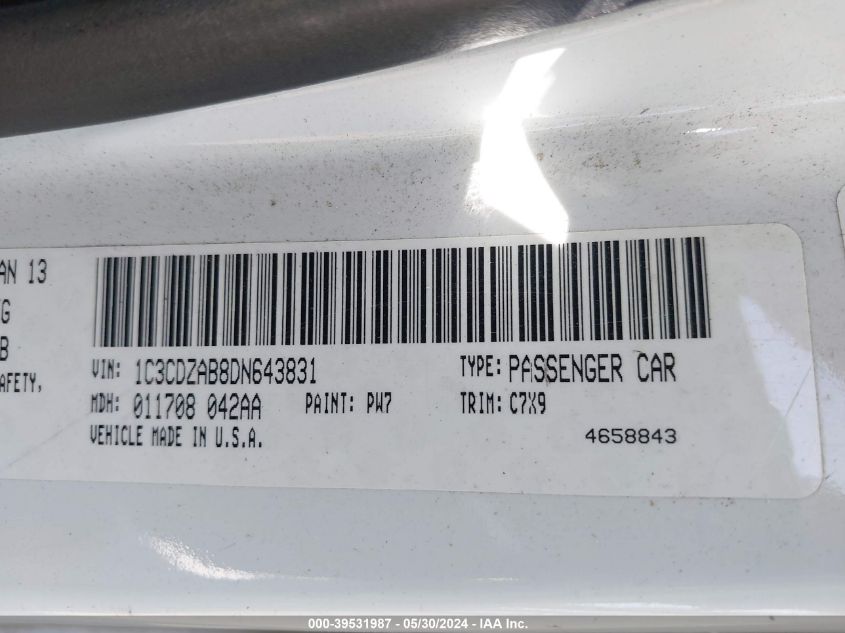 AN 13
G
B
AFETY,
VIN: 1C3CDZAB8DN643831 TYPE: PASSENGER CAR
MDH: 011708 042AA PAINT: PW7 TRIM: C7X9
VEHICLE MADE IN U.S.A. 4658843
000-39531987 - 05/30/2024 - IAA Inc.